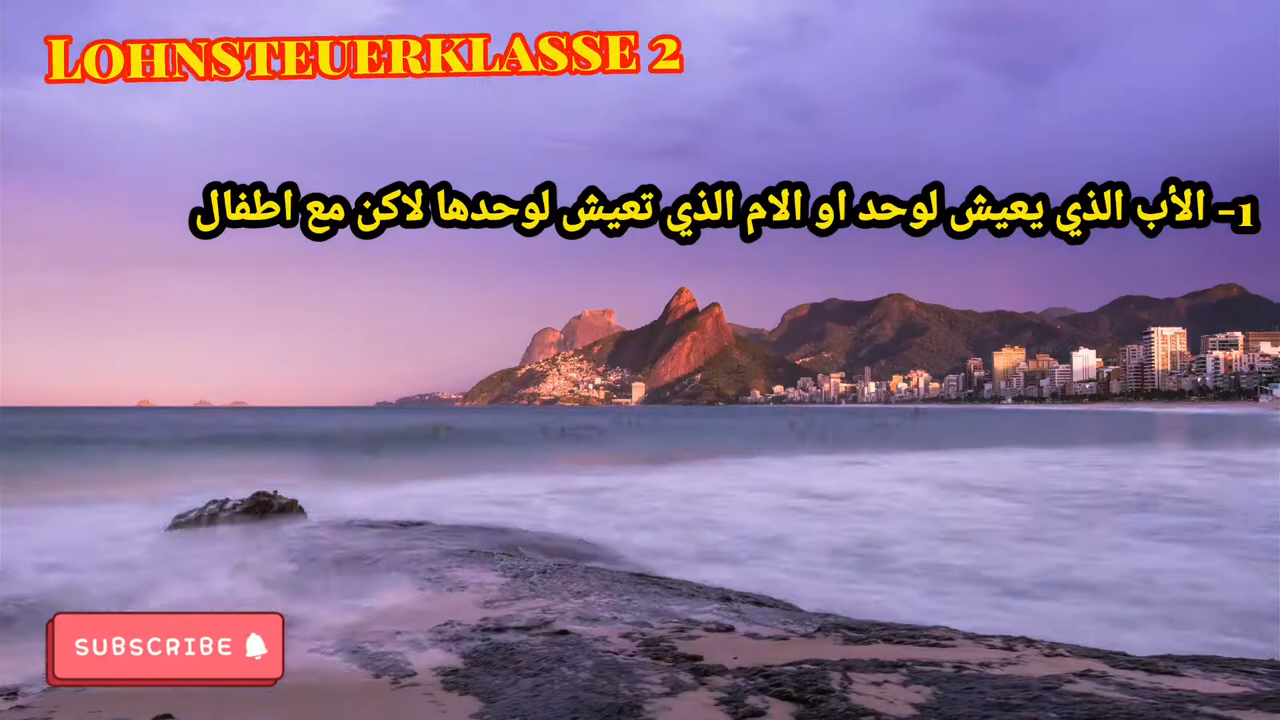 LOHNSTEUERKLASSE 2
1- الأب الذي يعيش لوحد او الام الذي تعيش لوحدها لاكن مع اطفال
SUBSCRIBE